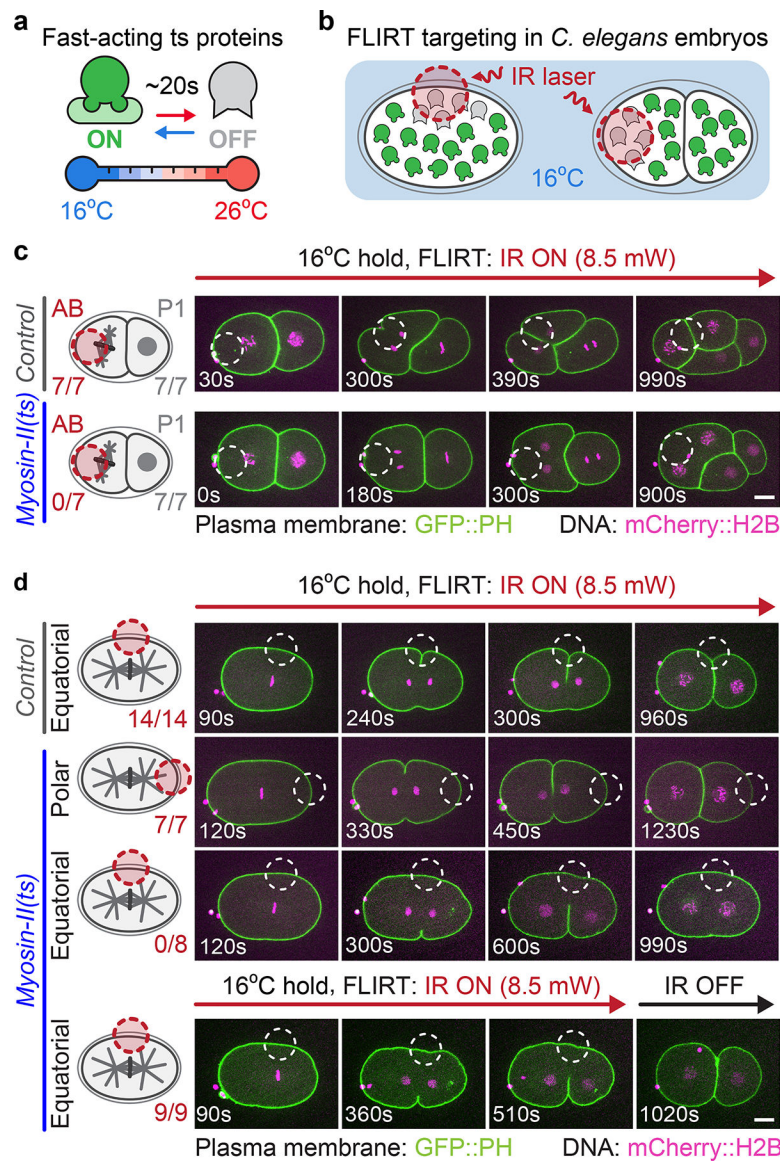 a
Fast-acting ts proteins
~20s
ON
OFF
16°C
26°C
b
FLIRT targeting in C. elegans embryos
IR laser
16°C
c
16°C hold, FLIRT: IR ON (8.5 mW)
Control
AB
P1
7/7
7/7
30s
300s
390s
990s
Myosin-II(ts)
AB
P1
0/7
7/7
0s
180s
300s
900s
Plasma membrane: GFP::PH
DNA: mCherry::H2B
d
16°C hold, FLIRT: IR ON (8.5 mW)
Control
Equatorial
14/14
90s
240s
300s
960s
Myosin-II(ts)
Polar
7/7
120s
330s
450s
1230s
Equatorial
0/8
120s
300s
600s
990s
16°C hold, FLIRT: IR ON (8.5 mW)
IR OFF
Equatorial
9/9
90s
360s
510s
1020s
Plasma membrane: GFP::PH
DNA: mCherry::H2B